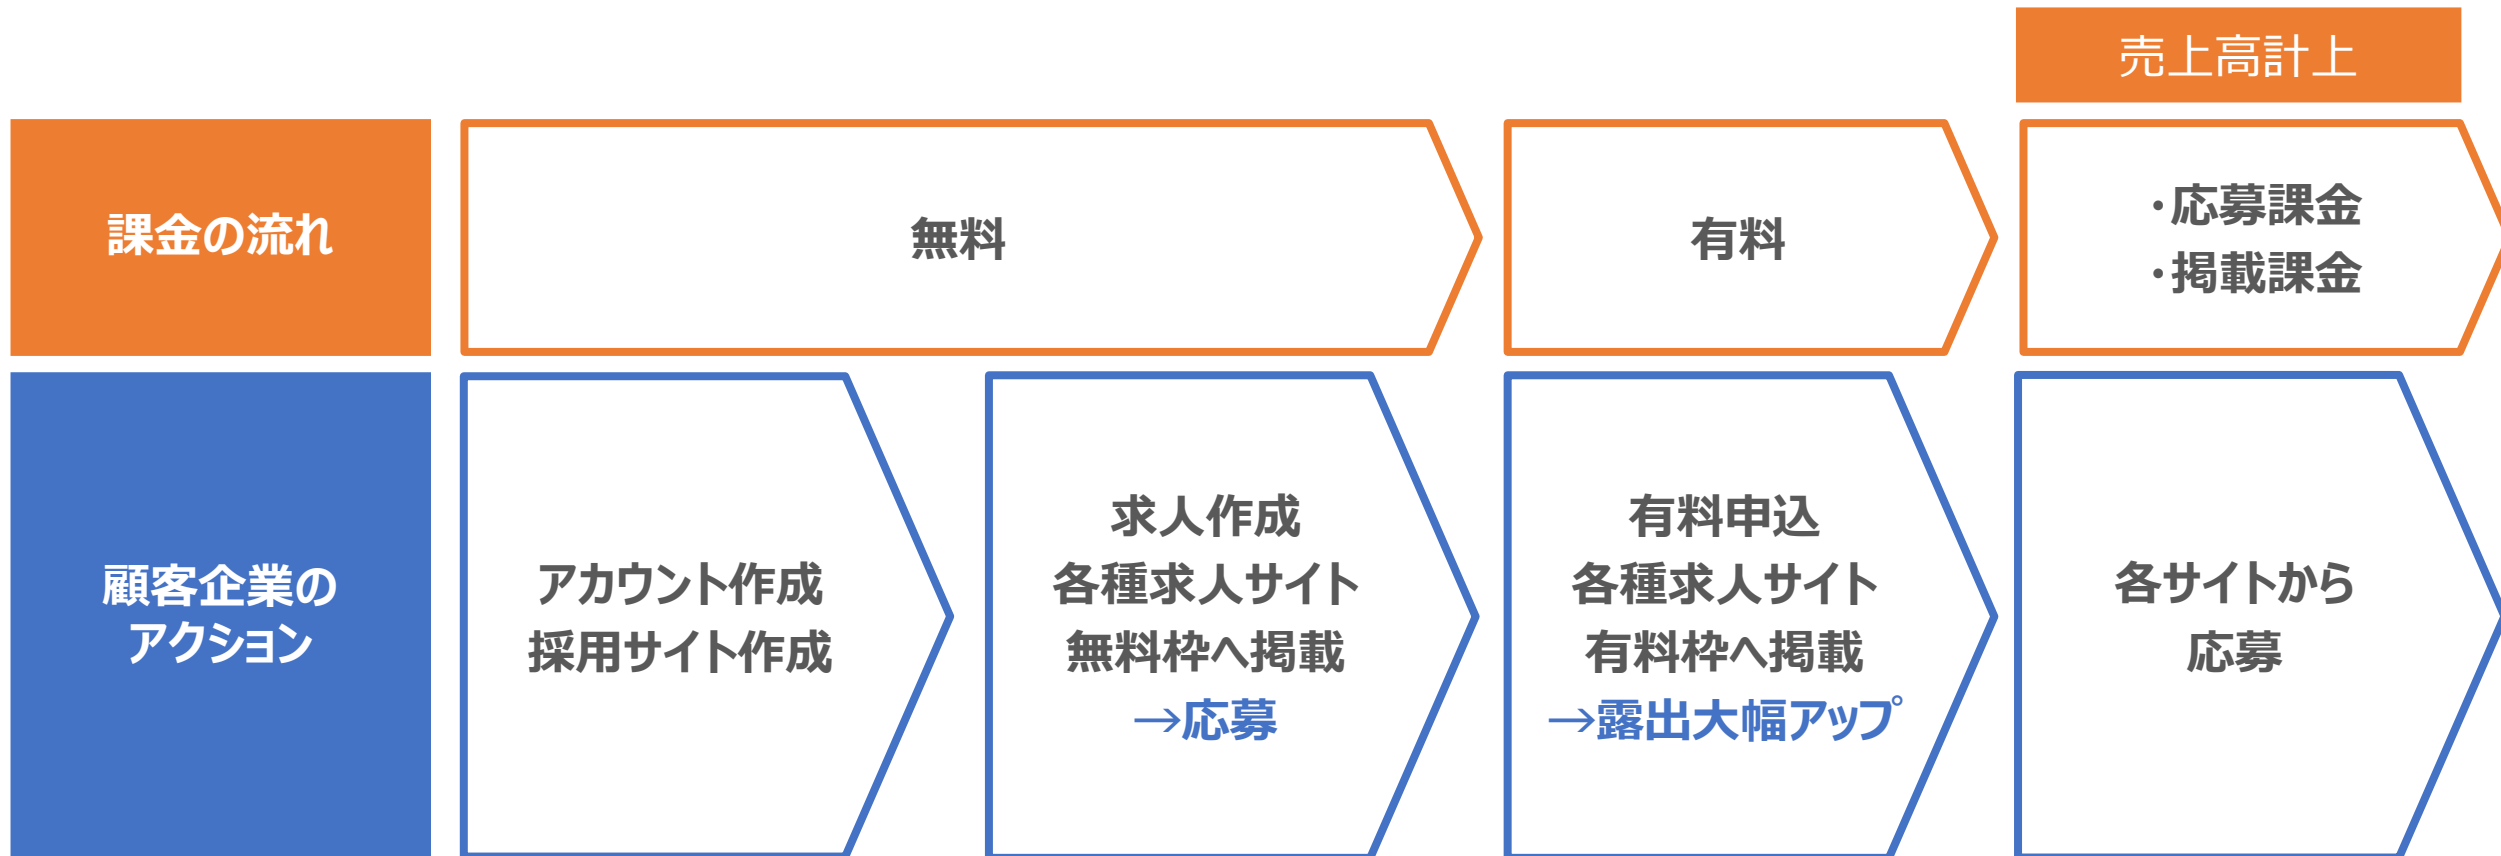 売上高計上
課金の流れ
無料
有料
・応募課金
・掲載課金
顧客企業の
アクション
アカウント作成
採用サイト作成
求人作成
各種求人サイト
無料枠へ掲載
→応募
有料申込
各種求人サイト
有料枠へ掲載
→露出大幅アップ
各サイトから
応募